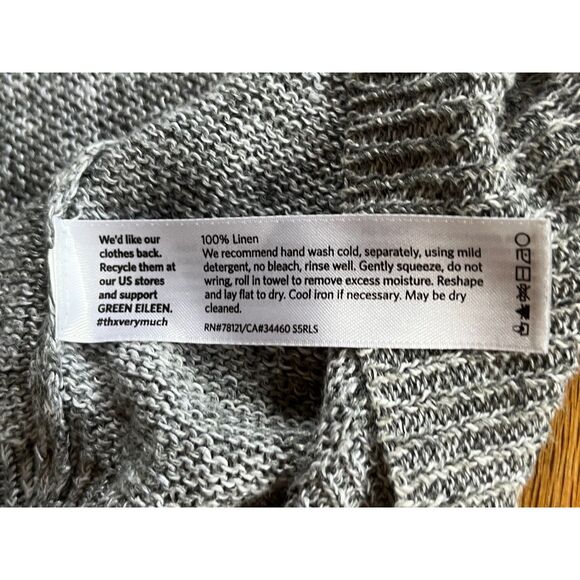 We'd like our
clothes back.
Recycle them at
our US stores
and support
GREEN EILEEN.
#thxverymuch
100% Linen
We recommend hand wash cold, separately, using mild
detergent, no bleach, rinse well. Gently squeeze, do not
wring, roll in towel to remove excess moisture. Reshape
and lay flat to dry. Cool iron if necessary. May be dry
cleaned.
RN#78121/CA#34460 S5RLS